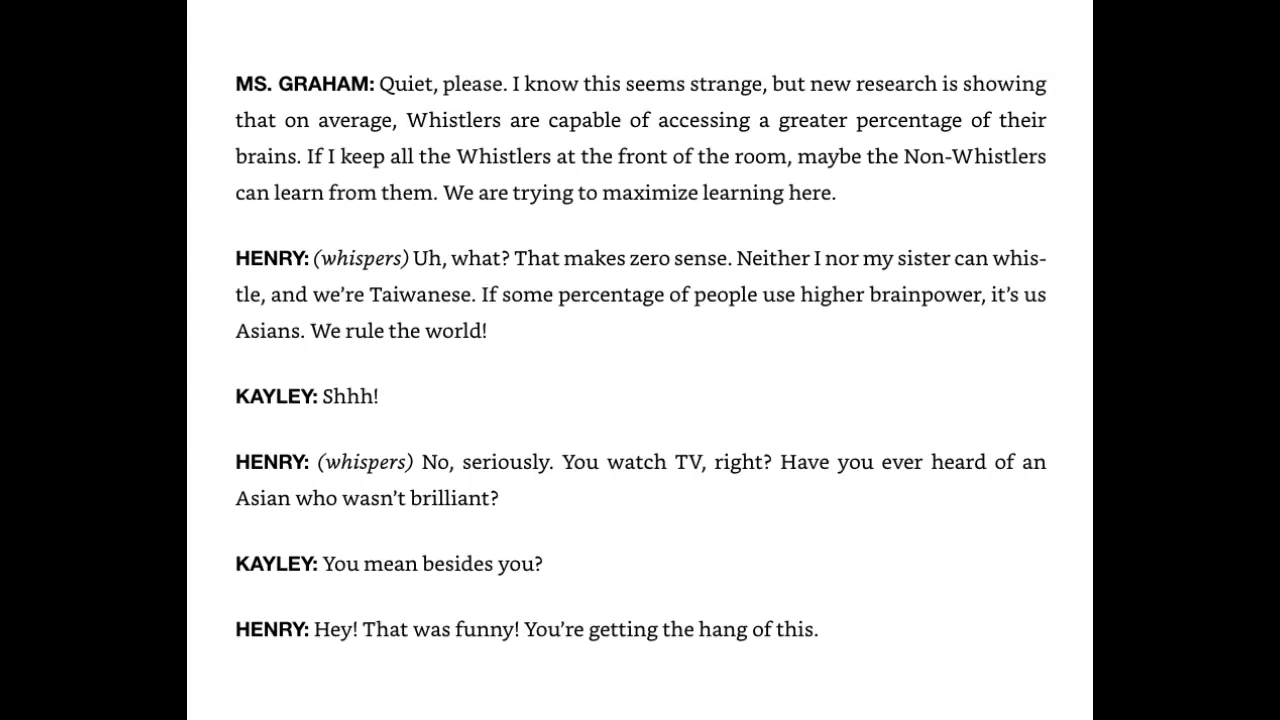 MS. GRAHAM: Quiet, please. I know this seems strange, but new research is showing
that on average, Whistlers are capable of accessing a greater percentage of their
brains. If I keep all the Whistlers at the front of the room, maybe the Non-Whistlers
can learn from them. We are trying to maximize learning here.
HENRY: (whispers) Uh, what? That makes zero sense. Neither I nor my sister can whis-
tle, and we’re Taiwanese. If some percentage of people use higher brainpower, it’s us
Asians. We rule the world!
KAYLEY: Shhh!
HENRY: (whispers) No, seriously. You watch TV, right? Have you ever heard of an
Asian who wasn’t brilliant?
KAYLEY: You mean besides you?
HENRY: Hey! That was funny! You’re getting the hang of this.